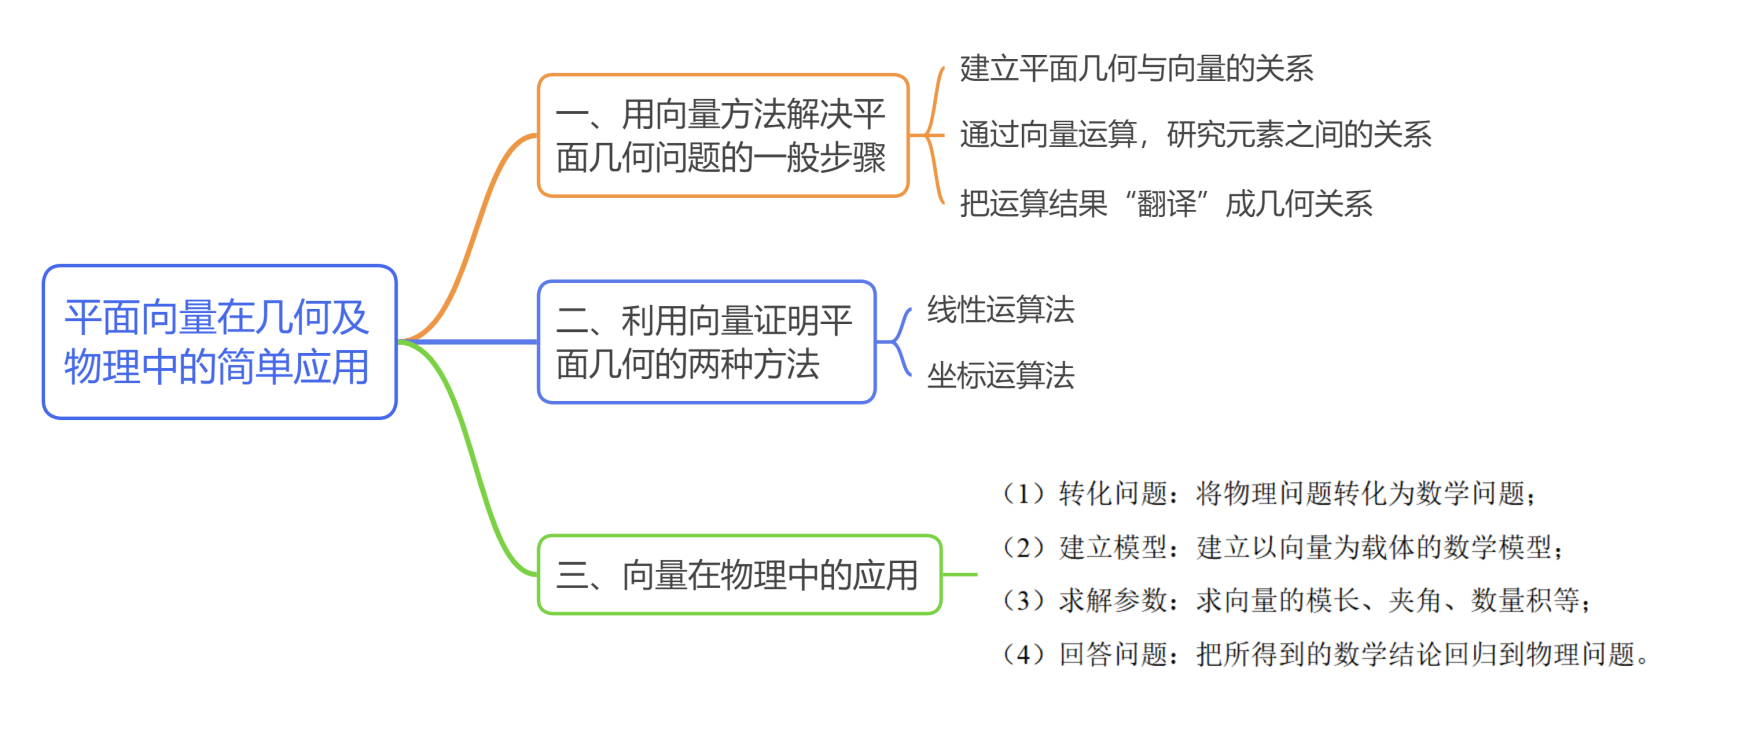 平面向量在几何及
物理中的简单应用
一、用向量方法解决平
面几何问题的一般步骤
建立平面几何与向量的关系
通过向量运算，研究元素之间的关系
把运算结果“翻译”成几何关系
二、利用向量证明平
面几何的两种方法
线性运算法
坐标运算法
三、向量在物理中的应用
（1）转化问题：将物理问题转化为数学问题；
（2）建立模型：建立以向量为载体的数学模型；
（3）求解参数：求向量的模长、夹角、数量积等；
（4）回答问题：把所得到的数学结论回归到物理问题。